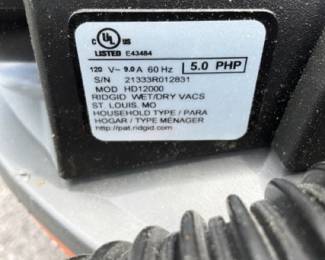 c UL US
LISTED E43484
120 V~ 9.0 A 60 Hz 5.0 PHP
S/N 21333R012831
MOD HD12000
RIDGID WET/DRY VACS
ST. LOUIS, MO
HOUSEHOLD TYPE / PARA
HOGAR / TYPE MENAGER
http://pat.ridgid.com